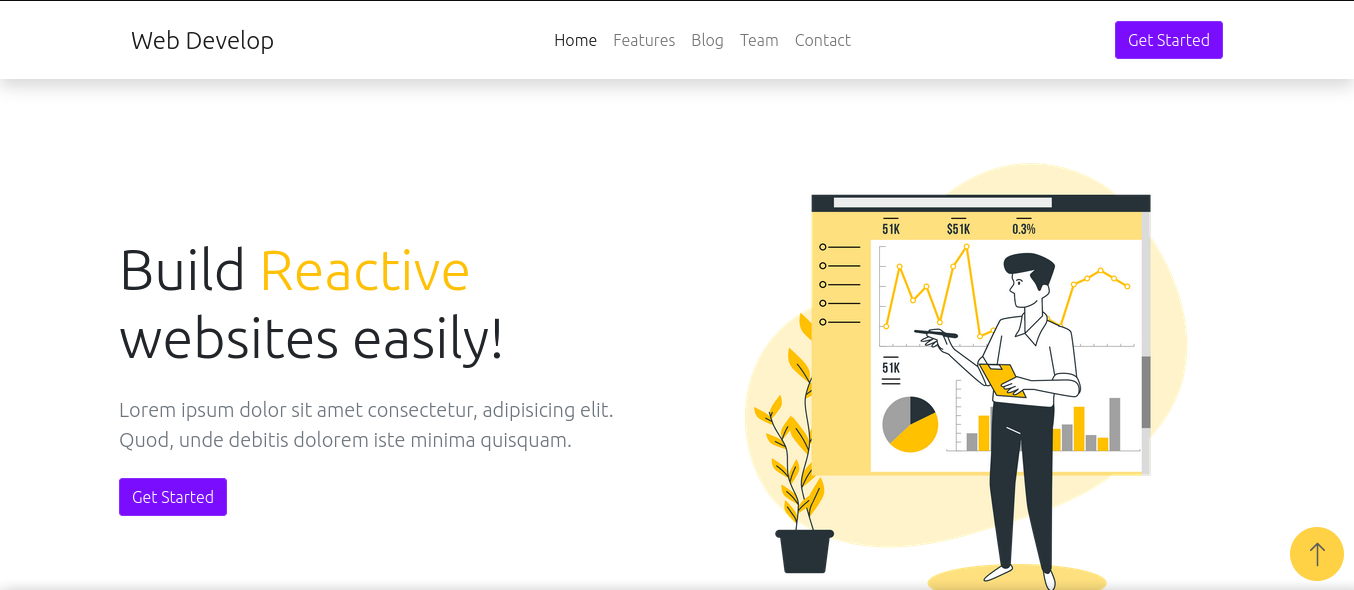 Web Develop
Home Features Blog Team Contact
Get Started
Build Reactive
websites easily!
Lorem ipsum dolor sit amet consectetur, adipisicing elit.
Quod, unde debitis dolorem iste minima quisquam.
Get Started
51K $51K 0.3%
51K